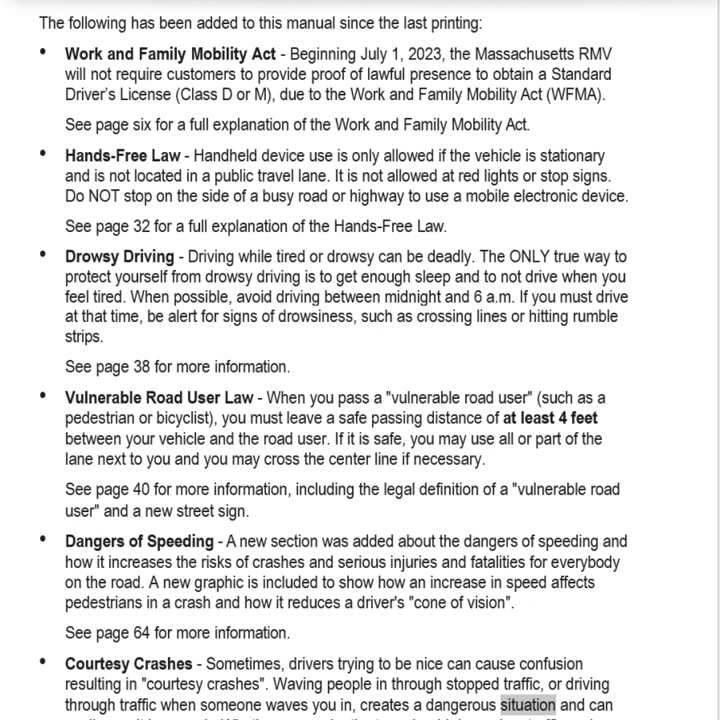 The following has been added to this manual since the last printing:
• Work and Family Mobility Act - Beginning July 1, 2023, the Massachusetts RMV
will not require customers to provide proof of lawful presence to obtain a Standard
Driver's License (Class D or M), due to the Work and Family Mobility Act (WFMA).
See page six for a full explanation of the Work and Family Mobility Act.
• Hands-Free Law - Handheld device use is only allowed if the vehicle is stationary
and is not located in a public travel lane. It is not allowed at red lights or stop signs.
Do NOT stop on the side of a busy road or highway to use a mobile electronic device.
See page 32 for a full explanation of the Hands-Free Law.
• Drowsy Driving - Driving while tired or drowsy can be deadly. The ONLY true way to
protect yourself from drowsy driving is to get enough sleep and to not drive when you
feel tired. When possible, avoid driving between midnight and 6 a.m. If you must drive
at that time, be alert for signs of drowsiness, such as crossing lines or hitting rumble
strips.
See page 38 for more information.
• Vulnerable Road User Law - When you pass a "vulnerable road user" (such as a
pedestrian or bicyclist), you must leave a safe passing distance of at least 4 feet
between your vehicle and the road user. If it is safe, you may use all or part of the
lane next to you and you may cross the center line if necessary.
See page 40 for more information, including the legal definition of a "vulnerable road
user" and a new street sign.
• Dangers of Speeding - A new section was added about the dangers of speeding and
how it increases the risks of crashes and serious injuries and fatalities for everybody
on the road. A new graphic is included to show how an increase in speed affects
pedestrians in a crash and how it reduces a driver's "cone of vision".
See page 64 for more information.
• Courtesy Crashes - Sometimes, drivers trying to be nice can cause confusion
resulting in "courtesy crashes". Waving people in through stopped traffic, or driving
through traffic when someone waves you in, creates a dangerous situation and can